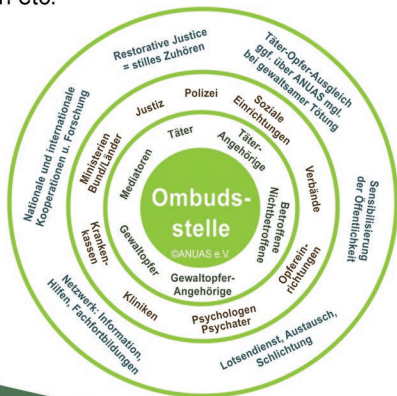 etc.
Restorative Justice
= stilles Zuhören
Täter-Opfer-Ausgleich
ggf. über ANUAS mgl.
bei gewaltsamer Tötung
Sensibilisierung
der Öffentlichkeit
Lotsendienst, Austausch,
Schlichtung
Netzwerk: Information,
Hilfen, Fachfortbildungen
Nationale und internationale
Kooperationen u. Forschung
Justiz
Polizei
Soziale
Einrichtungen
Verbände
Opferein-
richtungen
Psychologen
Psychater
Kliniken
Kranken-
kassen
Ministerien
Bund/Länder
Täter
Täter-
Angehörige
Betroffene
Nichtbetroffene
Gewaltopfer-
Angehörige
Gewaltopfer
Mediatoren
Ombuds-
stelle
©ANUAS e.V.